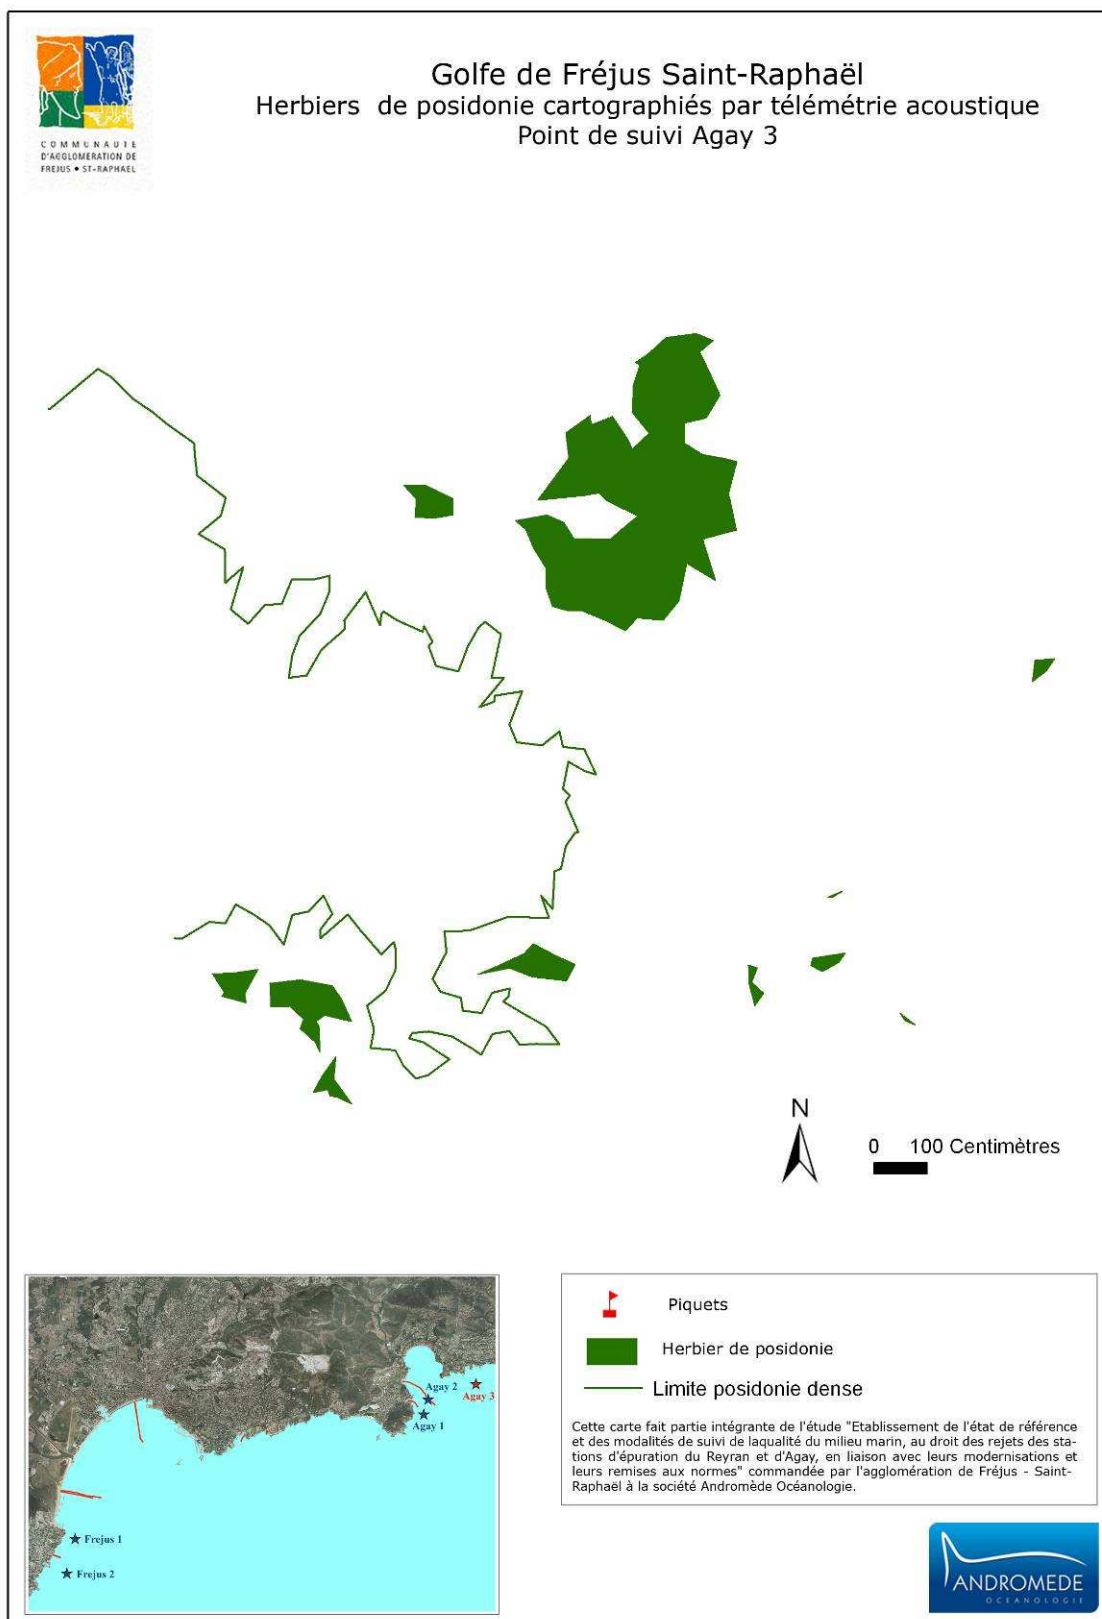 COMMUNAUTE
D'AGGLOMERATION DE
FREJUS • ST-RAPHAEL
Golfe de Fréjus Saint-Raphaël
Herbiers de posidonie cartographiés par télémétrie acoustique
Point de suivi Agay 3
N
0 100 Centimètres
Agay 2
Agay 3
Agay 1
Frejus 1
Frejus 2
Piquets
Herbier de posidonie
Limite posidonie dense
Cette carte fait partie intégrante de l'étude "Etablissement de l'état de référence
et des modalités de suivi de laqualité du milieu marin, au droit des rejets des sta-
tions d'épuration du Reyran et d'Agay, en liaison avec leurs modernisations et
leurs remises aux normes" commandée par l'agglomération de Fréjus - Saint-
Raphaël à la société Andromède Océanologie.
ANDROMEDE
OCEANOLOGIE